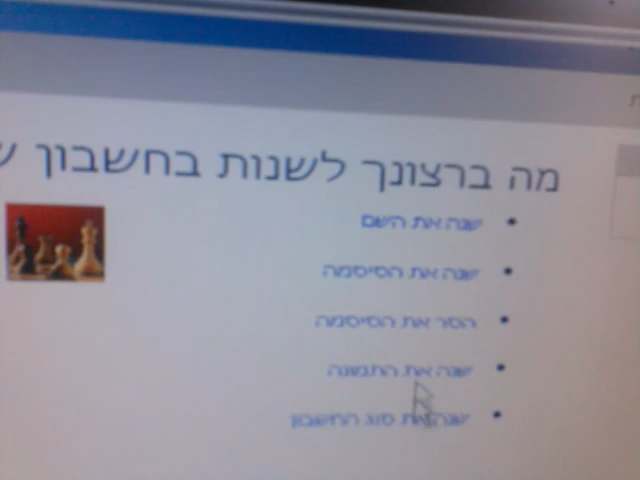 מה ברצונך לשנות בחשבון
שנה את השם
שנה את הסיסמה
הסר את הסיסמה
שנה את התמונה
שנה את סוג החשבון